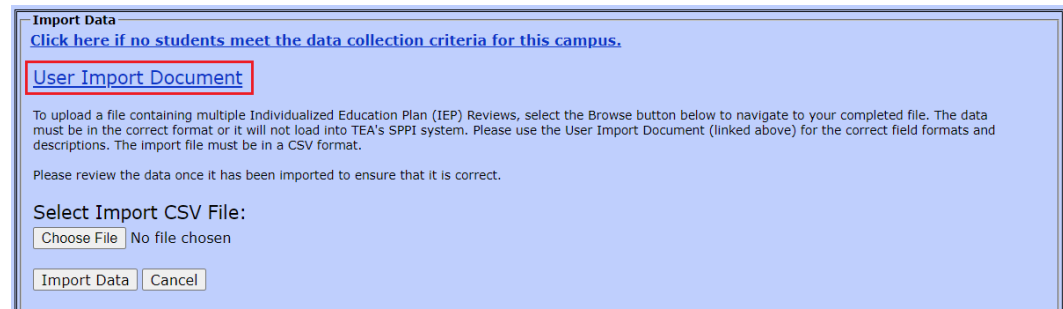 Import Data
Click here if no students meet the data collection criteria for this campus.
User Import Document
To upload a file containing multiple Individualized Education Plan (IEP) Reviews, select the Browse button below to navigate to your completed file. The data
must be in the correct format or it will not load into TEA's SPPI system. Please use the User Import Document (linked above) for the correct field formats and
descriptions. The import file must be in a CSV format.
Please review the data once it has been imported to ensure that it is correct.
Select Import CSV File:
Choose File No file chosen
Import Data Cancel